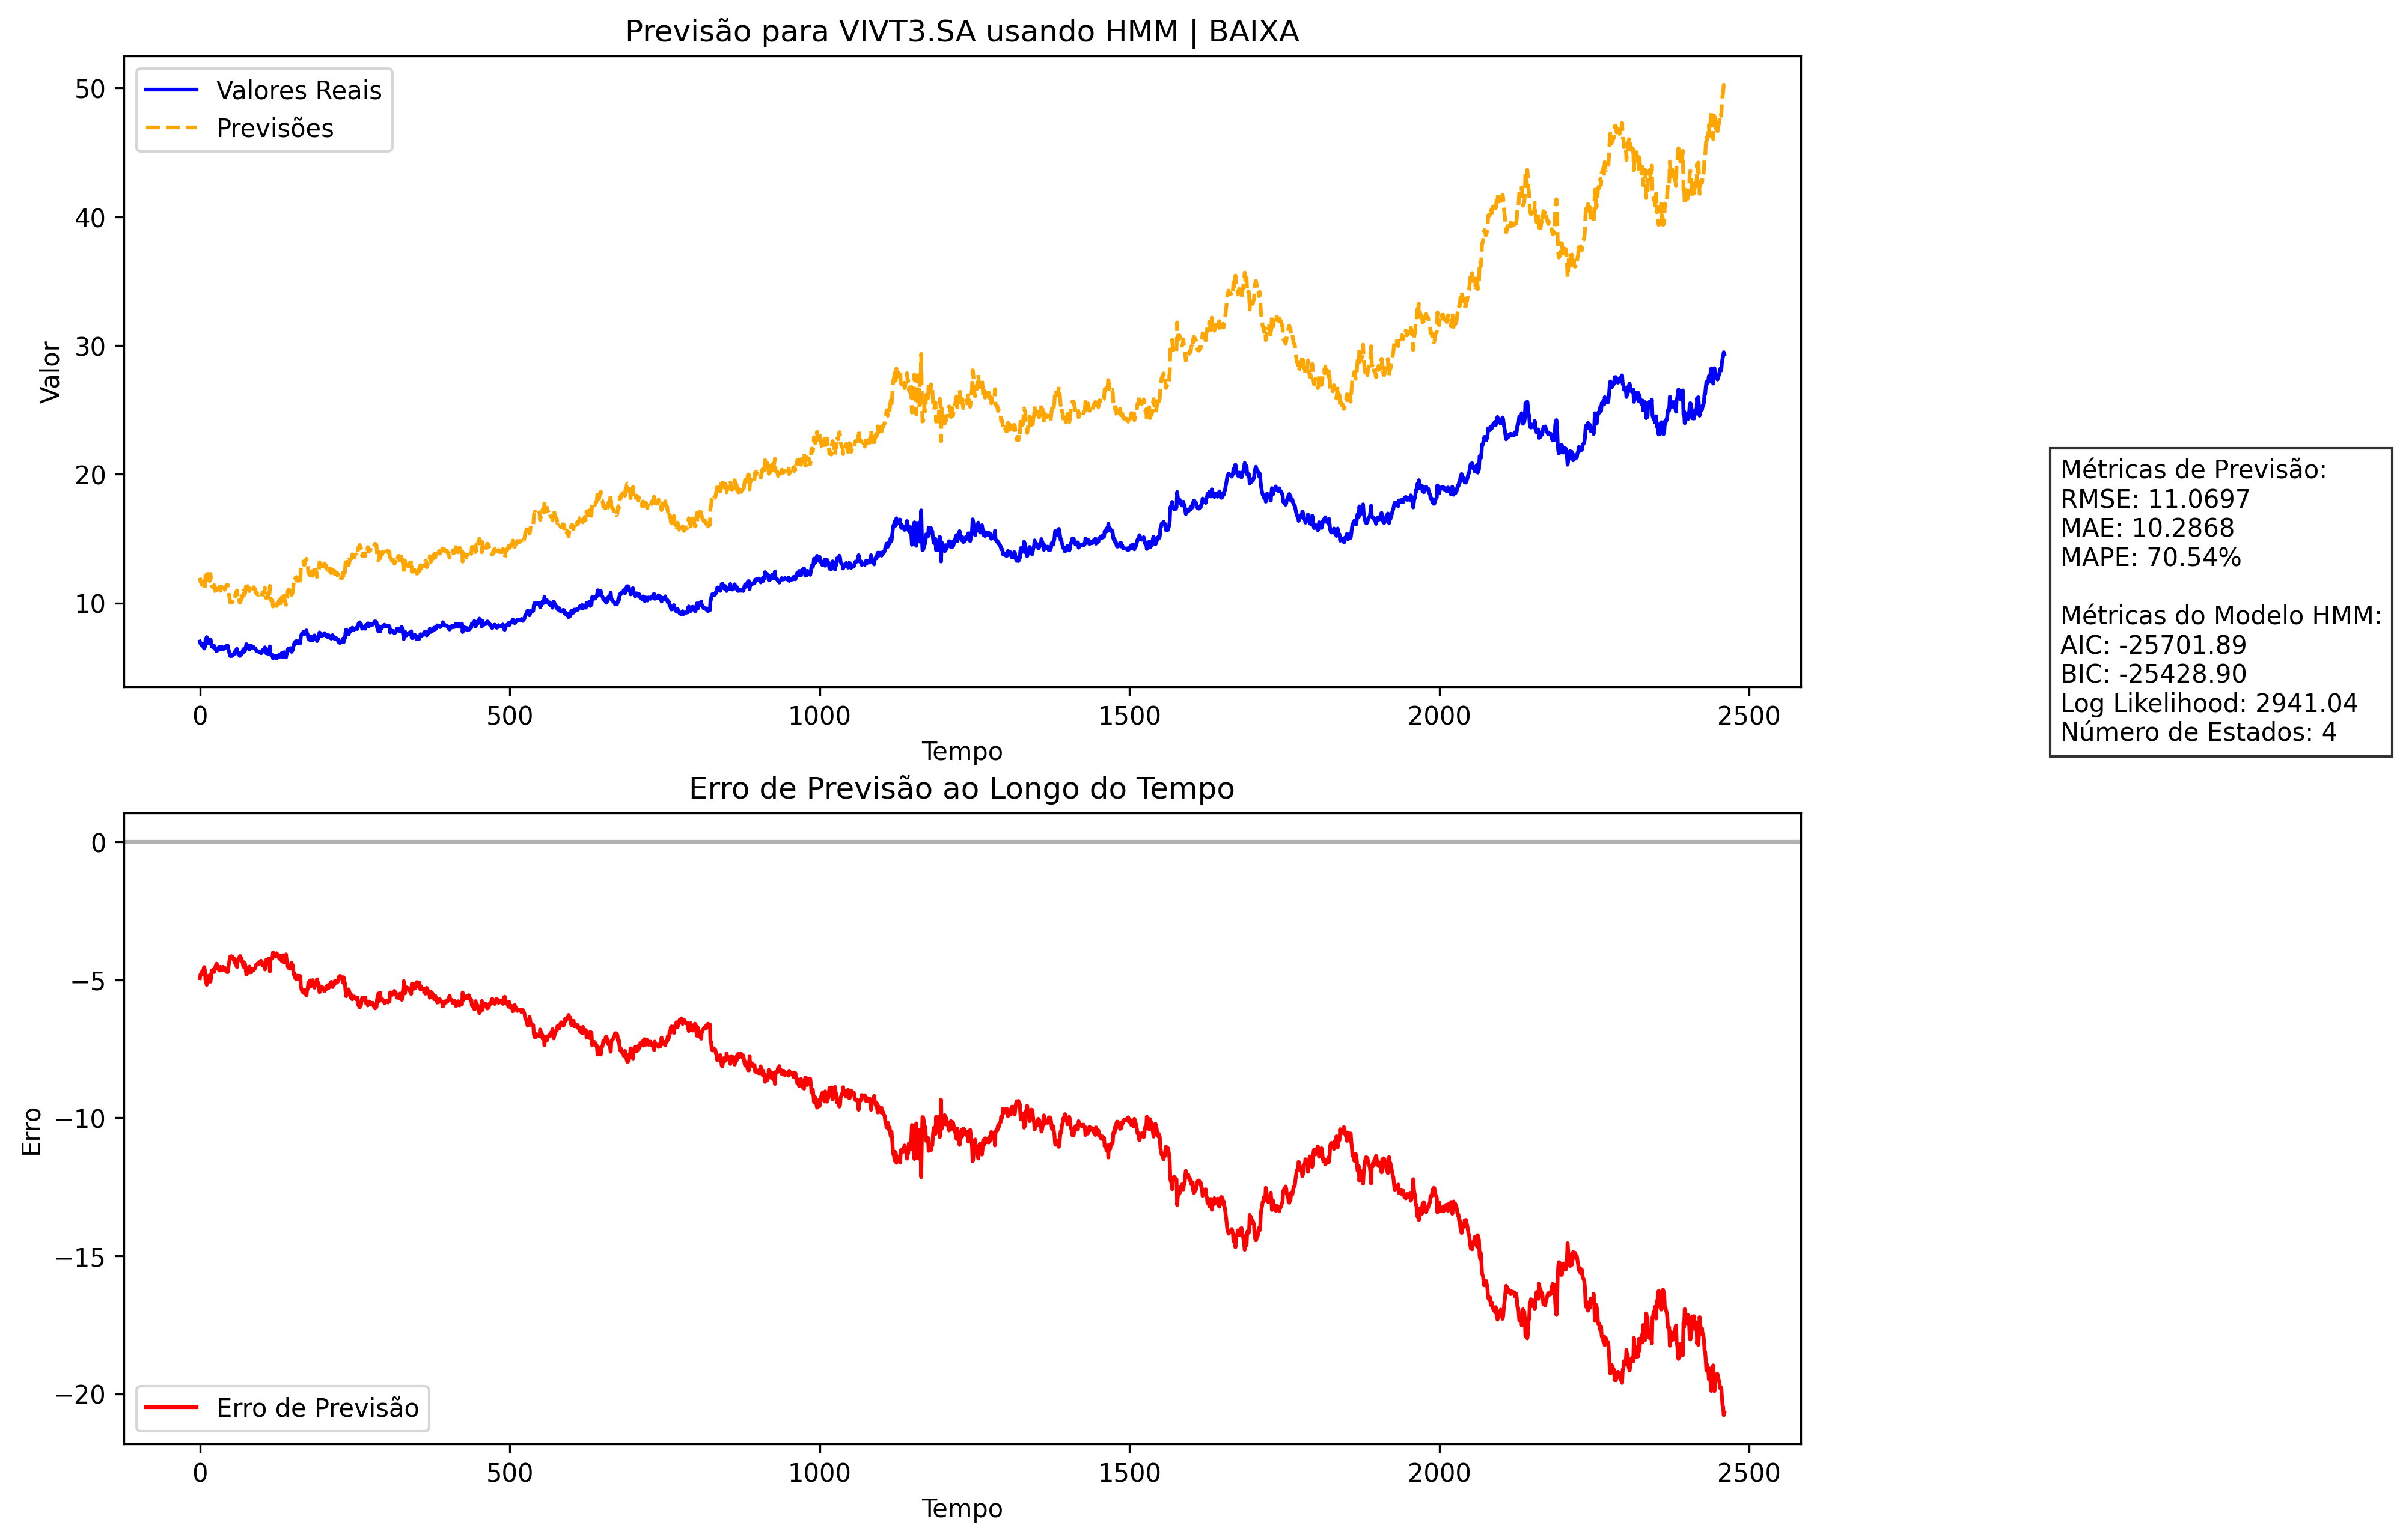 Previsão para VIVT3.SA usando HMM | BAIXA
Valores Reais
Previsões
50
40
30
20
10
Valor
0
500
1000
1500
2000
2500
Tempo
Métricas de Previsão:
RMSE: 11.0697
MAE: 10.2868
MAPE: 70.54%
Métricas do Modelo HMM:
AIC: -25701.89
BIC: -25428.90
Log Likelihood: 2941.04
Número de Estados: 4
Erro de Previsão ao Longo do Tempo
0
−5
−10
−15
−20
Erro
Erro de Previsão
0
500
1000
1500
2000
2500
Tempo